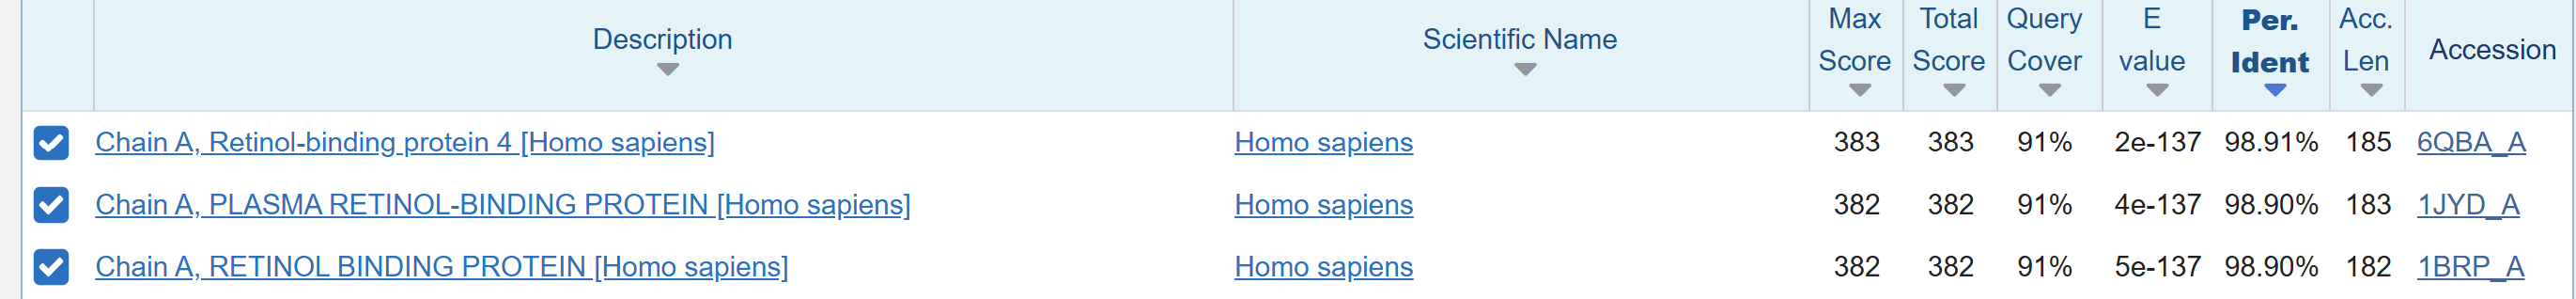 Description Scientific Name Max Score Total Score Query Cover E value Per. Ident Acc. Len Accession
Chain A, Retinol-binding protein 4 [Homo sapiens] Homo sapiens 383 383 91% 2e-137 98.91% 185 6QBA_A
Chain A, PLASMA RETINOL-BINDING PROTEIN [Homo sapiens] Homo sapiens 382 382 91% 4e-137 98.90% 183 1JYD_A
Chain A, RETINOL BINDING PROTEIN [Homo sapiens] Homo sapiens 382 382 91% 5e-137 98.90% 182 1BRP_A